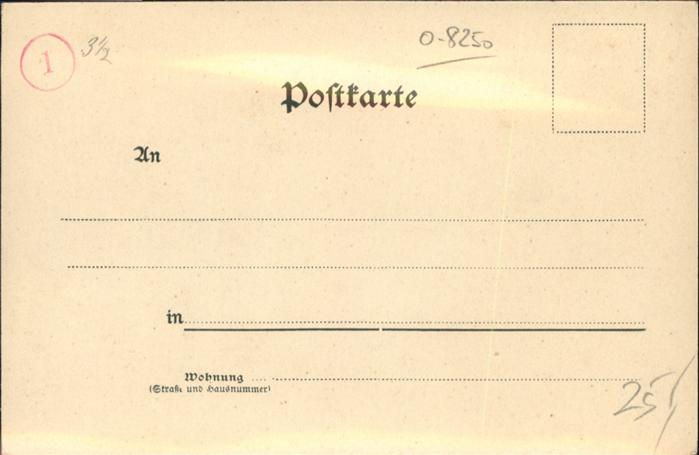 1 3½ 0-8250
Poſtkarte
An
in
Wohnung
(Straße und Hausnummer)
25